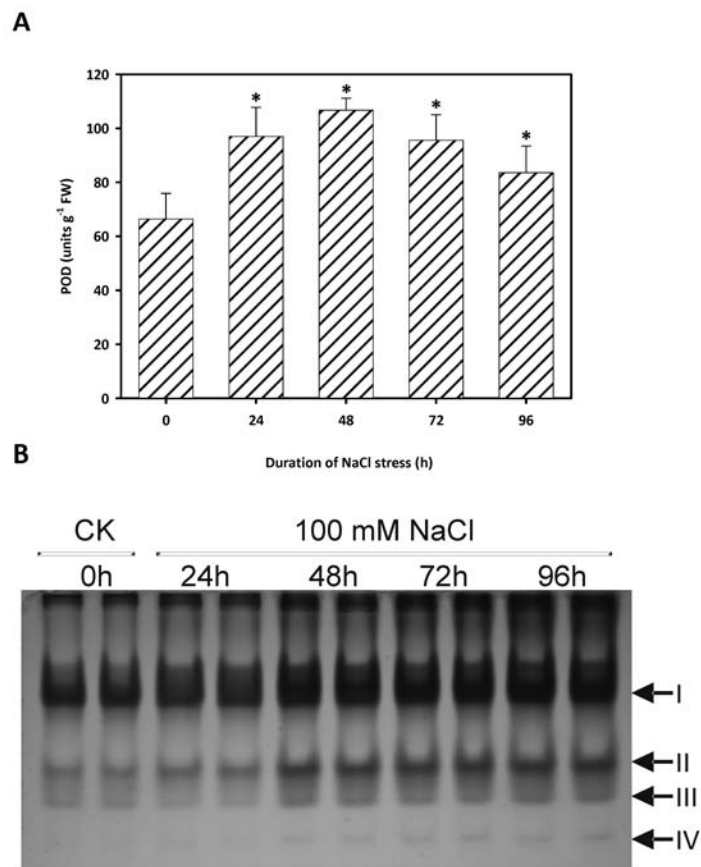 A
120
100
80
60
40
20
0
POD (units g⁻¹ FW)
*
*
*
*
0 24 48 72 96
Duration of NaCl stress (h)
B
CK 100 mM NaCl
0h 24h 48h 72h 96h
I
II
III
IV